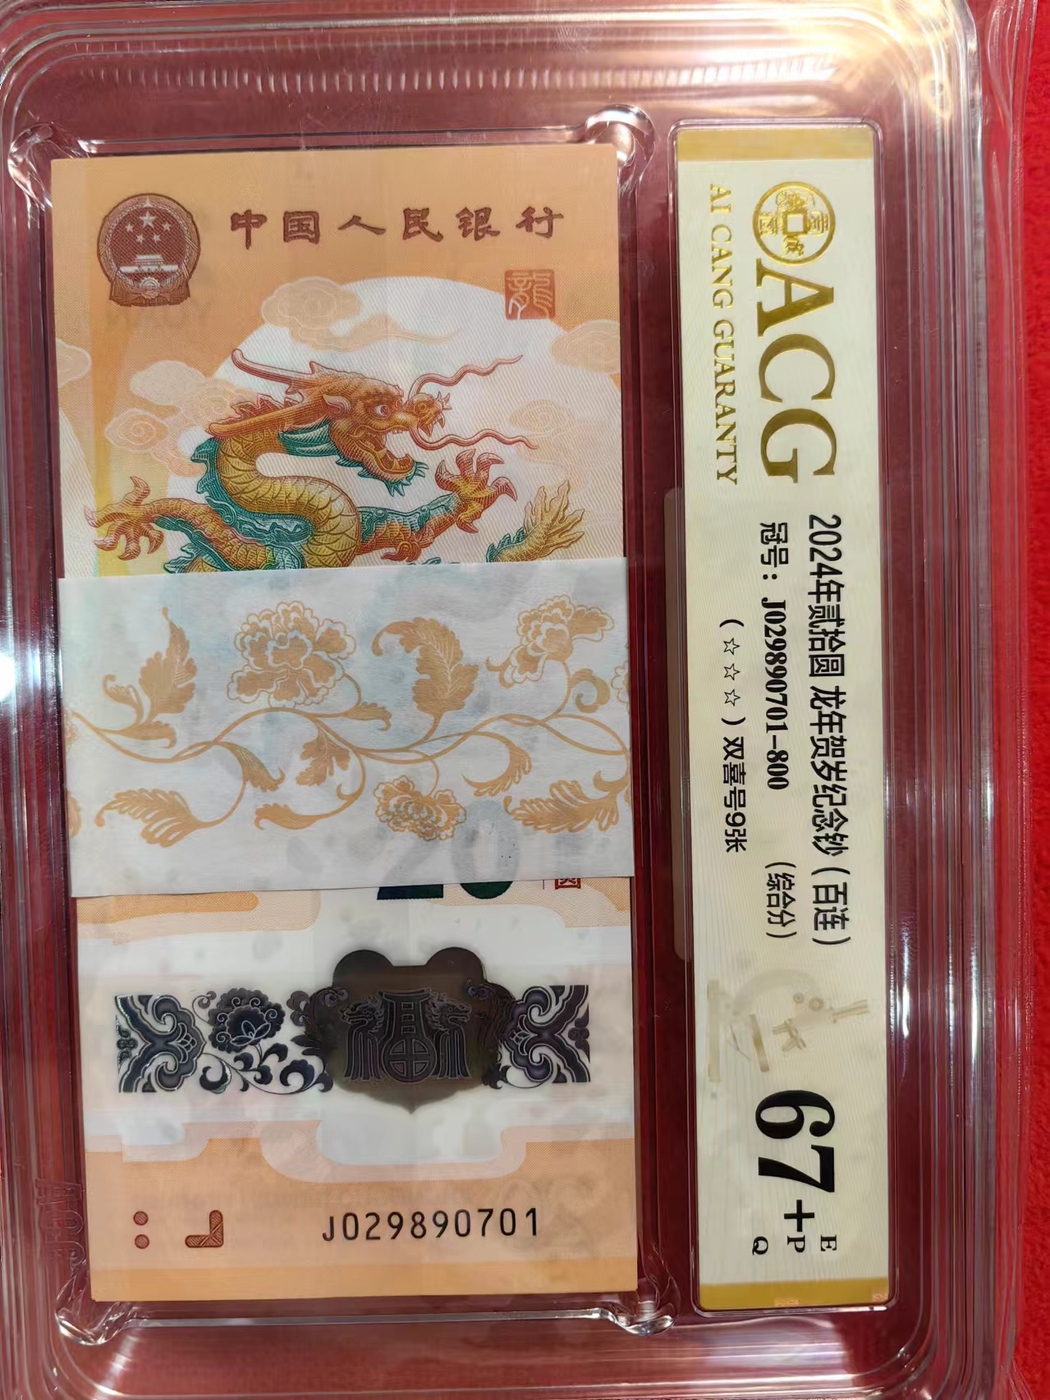 中国人民银行
龍
20
J029890701
ACG
AI CANG GUARANTY
2024年贰拾圆 龙年贺岁纪念钞（百连）
冠号：J029890701-800 （综合分）
（☆☆☆）双喜号9张
67+
E
P
Q